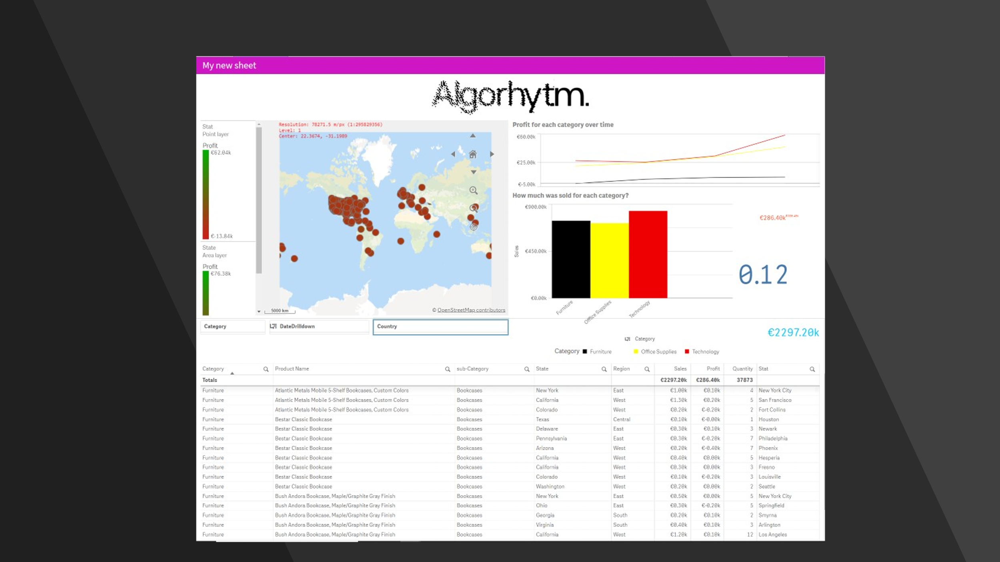 My new sheet
Algorhytm.
Stat
Point layer
Profit
€62.04k
€-13.84k
State
Area layer
Profit
€76.38k
Resolution: 78271.5 m/px (1:295829356)
Level: 1
Center: 22.3674, -31.1989
5000 km
© OpenStreetMap contributors
Profit for each category over time
€60.00k
€25.00k
€-5.00k
How much was sold for each category?
€900.00k
€450.00k
€0.00k
Sales
Furniture
Office Supplies
Technology
€286.40k €286.40k
0.12
Category
DateDrilldown
Country
€2297.20k
Category
Category Furniture Office Supplies Technology
Category Product Name sub-Category State Region Sales Profit Quantity Stat
Totals €2297.20k €286.40k 37873
Furniture Atlantic Metals Mobile 5-Shelf Bookcases, Custom Colors Bookcases New York East €1.00k €0.10k 4 New York City
Furniture Atlantic Metals Mobile 5-Shelf Bookcases, Custom Colors Bookcases California West €1.30k €0.20k 5 San Francisco
Furniture Atlantic Metals Mobile 5-Shelf Bookcases, Custom Colors Bookcases Colorado West €0.20k €-0.20k 2 Fort Collins
Furniture Bestar Classic Bookcase Bookcases Texas Central €0.10k €-0.00k 1 Houston
Furniture Bestar Classic Bookcase Bookcases Delaware East €0.30k €0.10k 3 Newark
Furniture Bestar Classic Bookcase Bookcases Pennsylvania East €0.30k €-0.20k 7 Philadelphia
Furniture Bestar Classic Bookcase Bookcases Arizona West €0.20k €-0.40k 7 Phoenix
Furniture Bestar Classic Bookcase Bookcases California West €0.40k €0.00k 5 Hesperia
Furniture Bestar Classic Bookcase Bookcases California West €0.30k €0.00k 3 Fresno
Furniture Bestar Classic Bookcase Bookcases Colorado West €0.10k €-0.20k 3 Louisville
Furniture Bestar Classic Bookcase Bookcases Washington West €0.20k €0.00k 2 Seattle
Furniture Bush Andora Bookcase, Maple/Graphite Gray Finish Bookcases New York East €0.50k €0.00k 5 New York City
Furniture Bush Andora Bookcase, Maple/Graphite Gray Finish Bookcases Ohio East €0.30k €-0.20k 5 Springfield
Furniture Bush Andora Bookcase, Maple/Graphite Gray Finish Bookcases Georgia South €0.20k €0.10k 2 Smyrna
Furniture Bush Andora Bookcase, Maple/Graphite Gray Finish Bookcases Virginia South €0.40k €0.10k 3 Arlington
Furniture Bush Andora Bookcase, Maple/Graphite Gray Finish Bookcases California West €1.20k €0.10k 12 Los Angeles